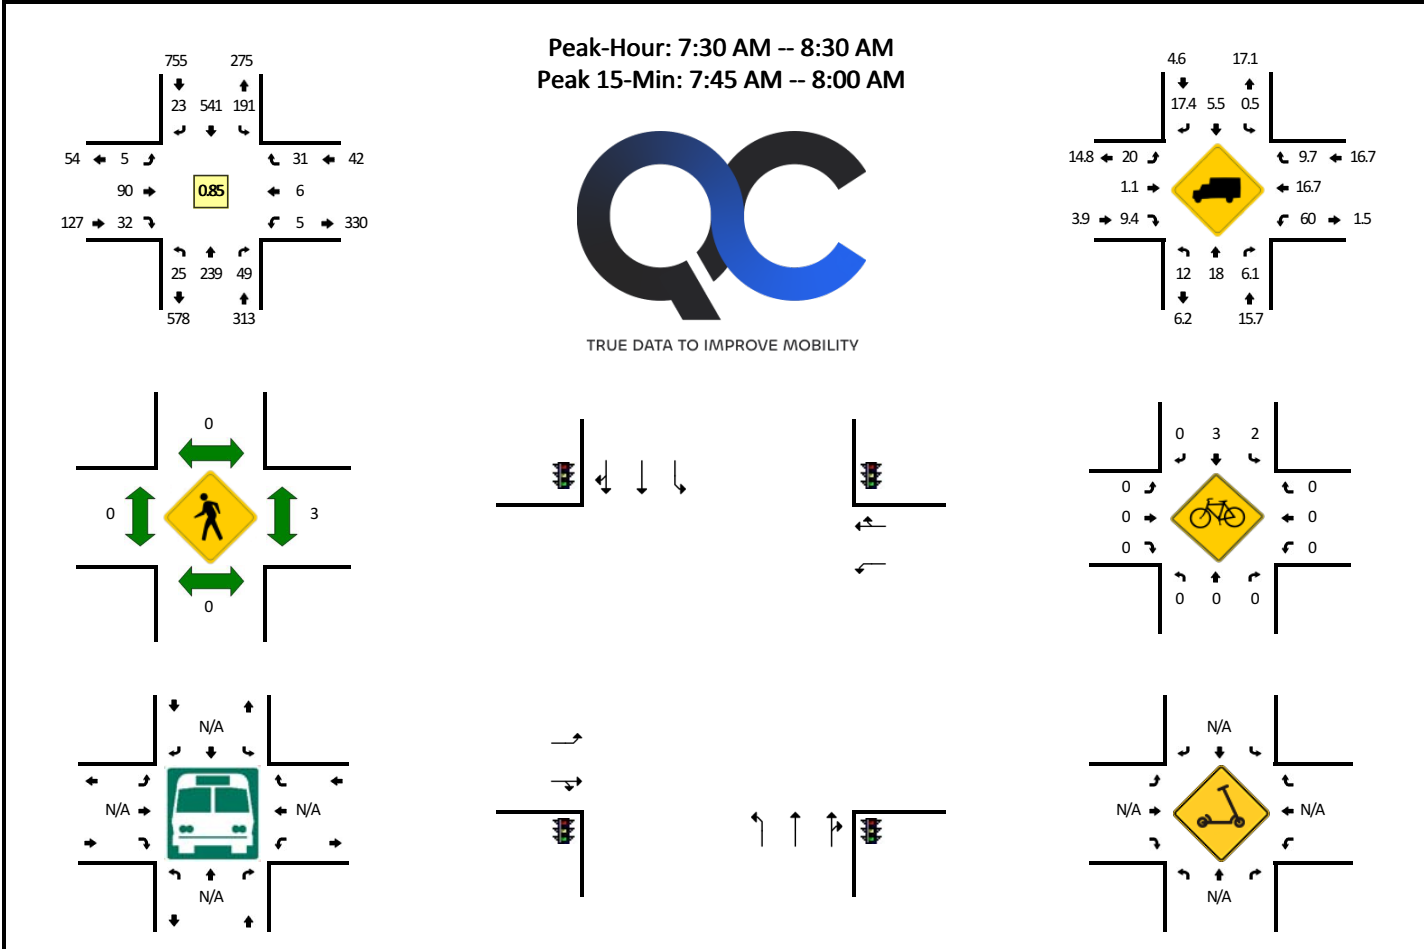 Peak-Hour: 7:30 AM -- 8:30 AM
Peak 15-Min: 7:45 AM -- 8:00 AM
755 275
23 541 191
54 5 31 42
90 0.85 6
127 32 5 330
25 239 49
578 313
TRUE DATA TO IMPROVE MOBILITY
4.6 17.1
17.4 5.5 0.5
14.8 20 9.7 16.7
1.1 16.7
3.9 9.4 60 1.5
12 18 6.1
6.2 15.7
0
0 3
0
0 3 2
0 0
0 0
0 0
0 0 0
N/A
N/A N/A
N/A
N/A
N/A N/A
N/A